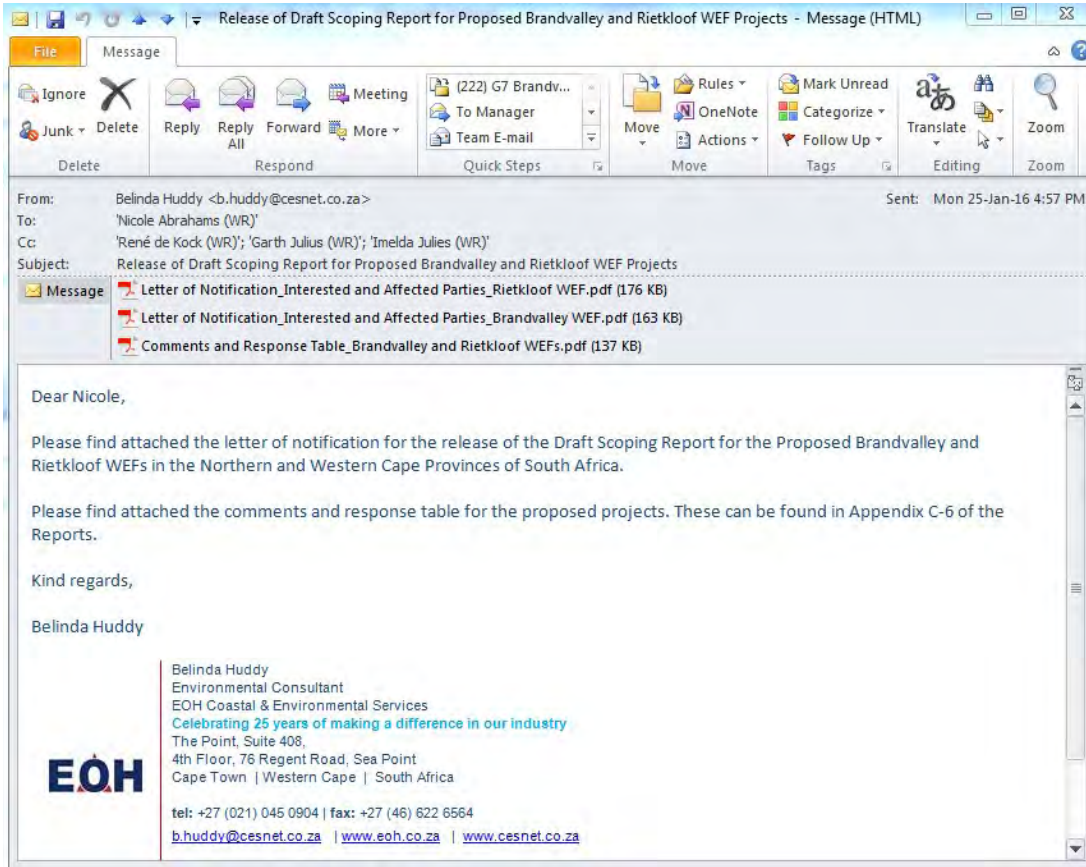 Release of Draft Scoping Report for Proposed Brandvalley and Rietkloof WEF Projects - Message (HTML)
File Message
Ignore
Junk
Delete
Reply
Reply All
Forward
Meeting
More
(222) G7 Brandv...
To Manager
Team E-mail
Move
Rules
OneNote
Actions
Mark Unread
Categorize
Follow Up
Translate
Zoom
Delete Respond Quick Steps Move Tags Editing Zoom
From: Belinda Huddy <b.huddy@cesnet.co.za> Sent: Mon 25-Jan-16 4:57 PM
To: 'Nicole Abrahams (WR)'
Cc: 'René de Kock (WR)'; 'Garth Julius (WR)'; 'Imelda Julies (WR)'
Subject: Release of Draft Scoping Report for Proposed Brandvalley and Rietkloof WEF Projects
Message Letter of Notification_Interested and Affected Parties_Rietkloof WEF.pdf (176 KB)
Letter of Notification_Interested and Affected Parties_Brandvalley WEF.pdf (163 KB)
Comments and Response Table_Brandvalley and Rietkloof WEFs.pdf (137 KB)
Dear Nicole,
Please find attached the letter of notification for the release of the Draft Scoping Report for the Proposed Brandvalley and
Rietkloof WEFs in the Northern and Western Cape Provinces of South Africa.
Please find attached the comments and response table for the proposed projects. These can be found in Appendix C-6 of the
Reports.
Kind regards,
Belinda Huddy
Belinda Huddy
Environmental Consultant
EOH Coastal & Environmental Services
Celebrating 25 years of making a difference in our industry
The Point, Suite 408,
4th Floor, 76 Regent Road, Sea Point
Cape Town | Western Cape | South Africa
EOH
tel: +27 (021) 045 0904 | fax: +27 (46) 622 6564
b.huddy@cesnet.co.za | www.eoh.co.za | www.cesnet.co.za